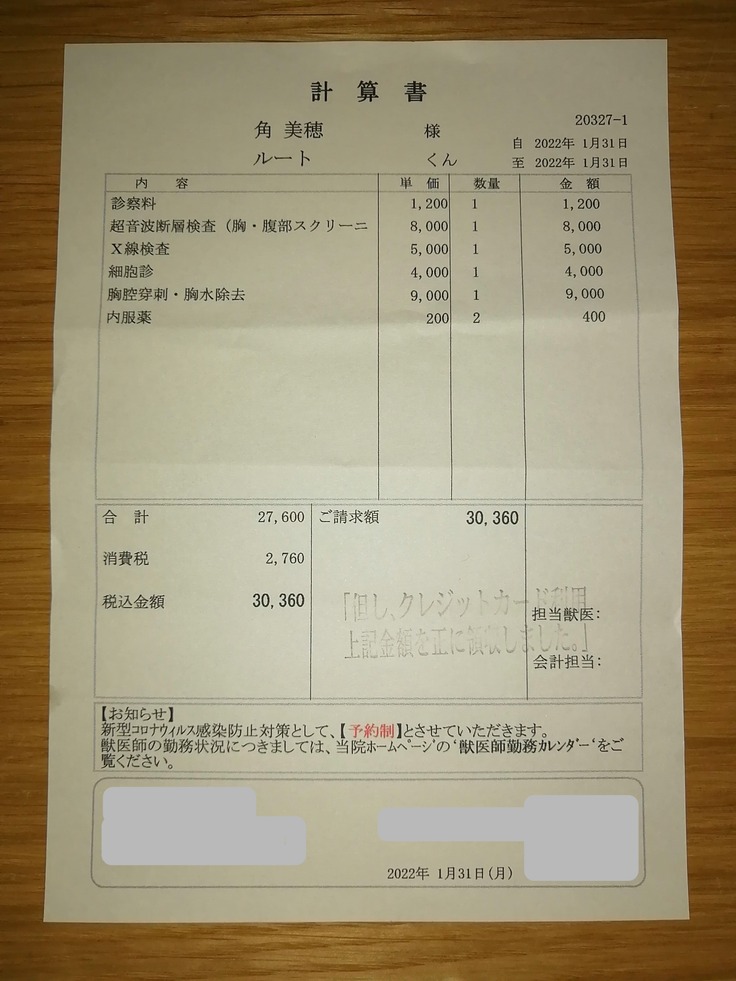 計 算 書
20327-1
角 美穂 様
自 2022年 1月31日
ルート くん
至 2022年 1月31日
内 容 単 価 数量 金 額
診察料 1,200 1 1,200
超音波断層検査（胸・腹部スクリーニ 8,000 1 8,000
X線検査 5,000 1 5,000
細胞診 4,000 1 4,000
胸腔穿刺・胸水除去 9,000 1 9,000
内服薬 200 2 400
合 計 27,600 ご請求額 30,360
消費税 2,760
税込金額 30,360
「但し、クレジットカード利用
上記金額を正に領収しました。」
担当獣医：
会計担当：
【お知らせ】
新型コロナウィルス感染防止対策として、【予約制】とさせていただきます。
獣医師の勤務状況につきましては、当院ホームページの‘獣医師勤務カレンダー‘をご
覧ください。
2022年 1月31日(月)